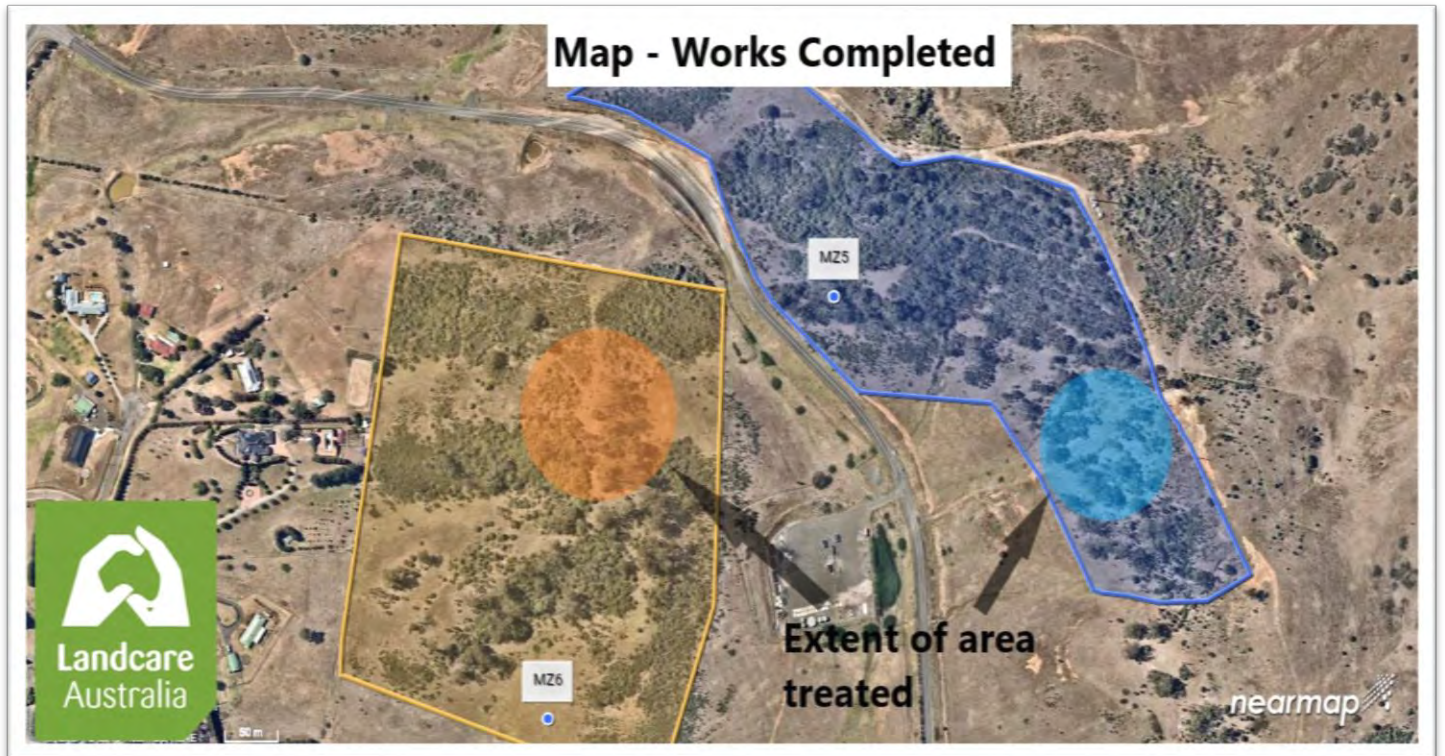 Map - Works Completed
MZ5
Extent of area
treated
MZ6
Landcare
Australia
50 m
nearmap